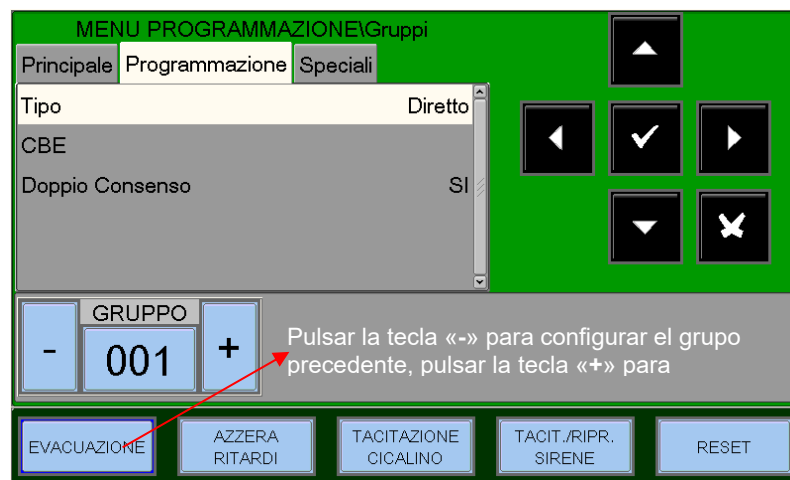 MENU PROGRAMMAZIONE\Gruppi
Principale Programmazione Speciali
Tipo Diretto
CBE
Doppio Consenso SI
GRUPPO
- 001 +
Pulsar la tecla «-» para configurar el grupo
precedente, pulsar la tecla «+» para
EVACUAZIONE
AZZERA
RITARDI
TACITAZIONE
CICALINO
TACIT./RIPR.
SIRENE
RESET